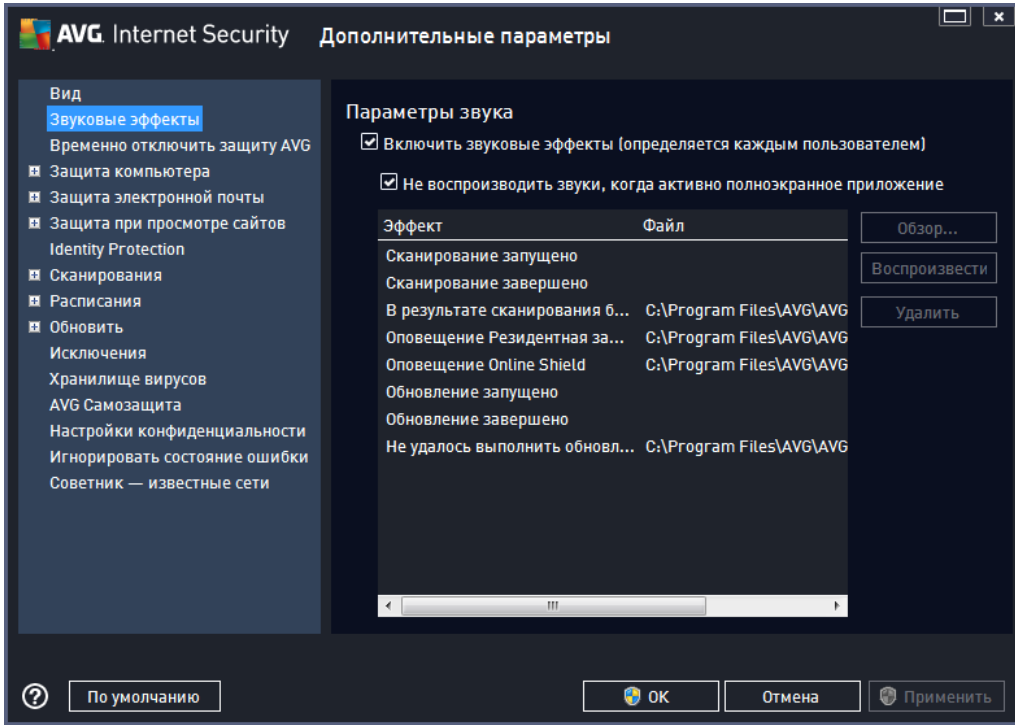 AVG. Internet Security Дополнительные параметры
Вид
Звуковые эффекты
Временно отключить защиту AVG
Защита компьютера
Защита электронной почты
Защита при просмотре сайтов
Identity Protection
Сканирования
Расписания
Обновить
Исключения
Хранилище вирусов
AVG Самозащита
Настройки конфиденциальности
Игнорировать состояние ошибки
Советник — известные сети
Параметры звука
Включить звуковые эффекты (определяется каждым пользователем)
Не воспроизводить звуки, когда активно полноэкранное приложение
Эффект Файл
Сканирование запущено
Сканирование завершено
В результате сканирования б... C:\Program Files\AVG\AVG
Оповещение Резидентная за... C:\Program Files\AVG\AVG
Оповещение Online Shield C:\Program Files\AVG\AVG
Обновление запущено
Обновление завершено
Не удалось выполнить обновл... C:\Program Files\AVG\AVG
Обзор...
Воспроизвести
Удалить
По умолчанию
OK
Отмена
Применить